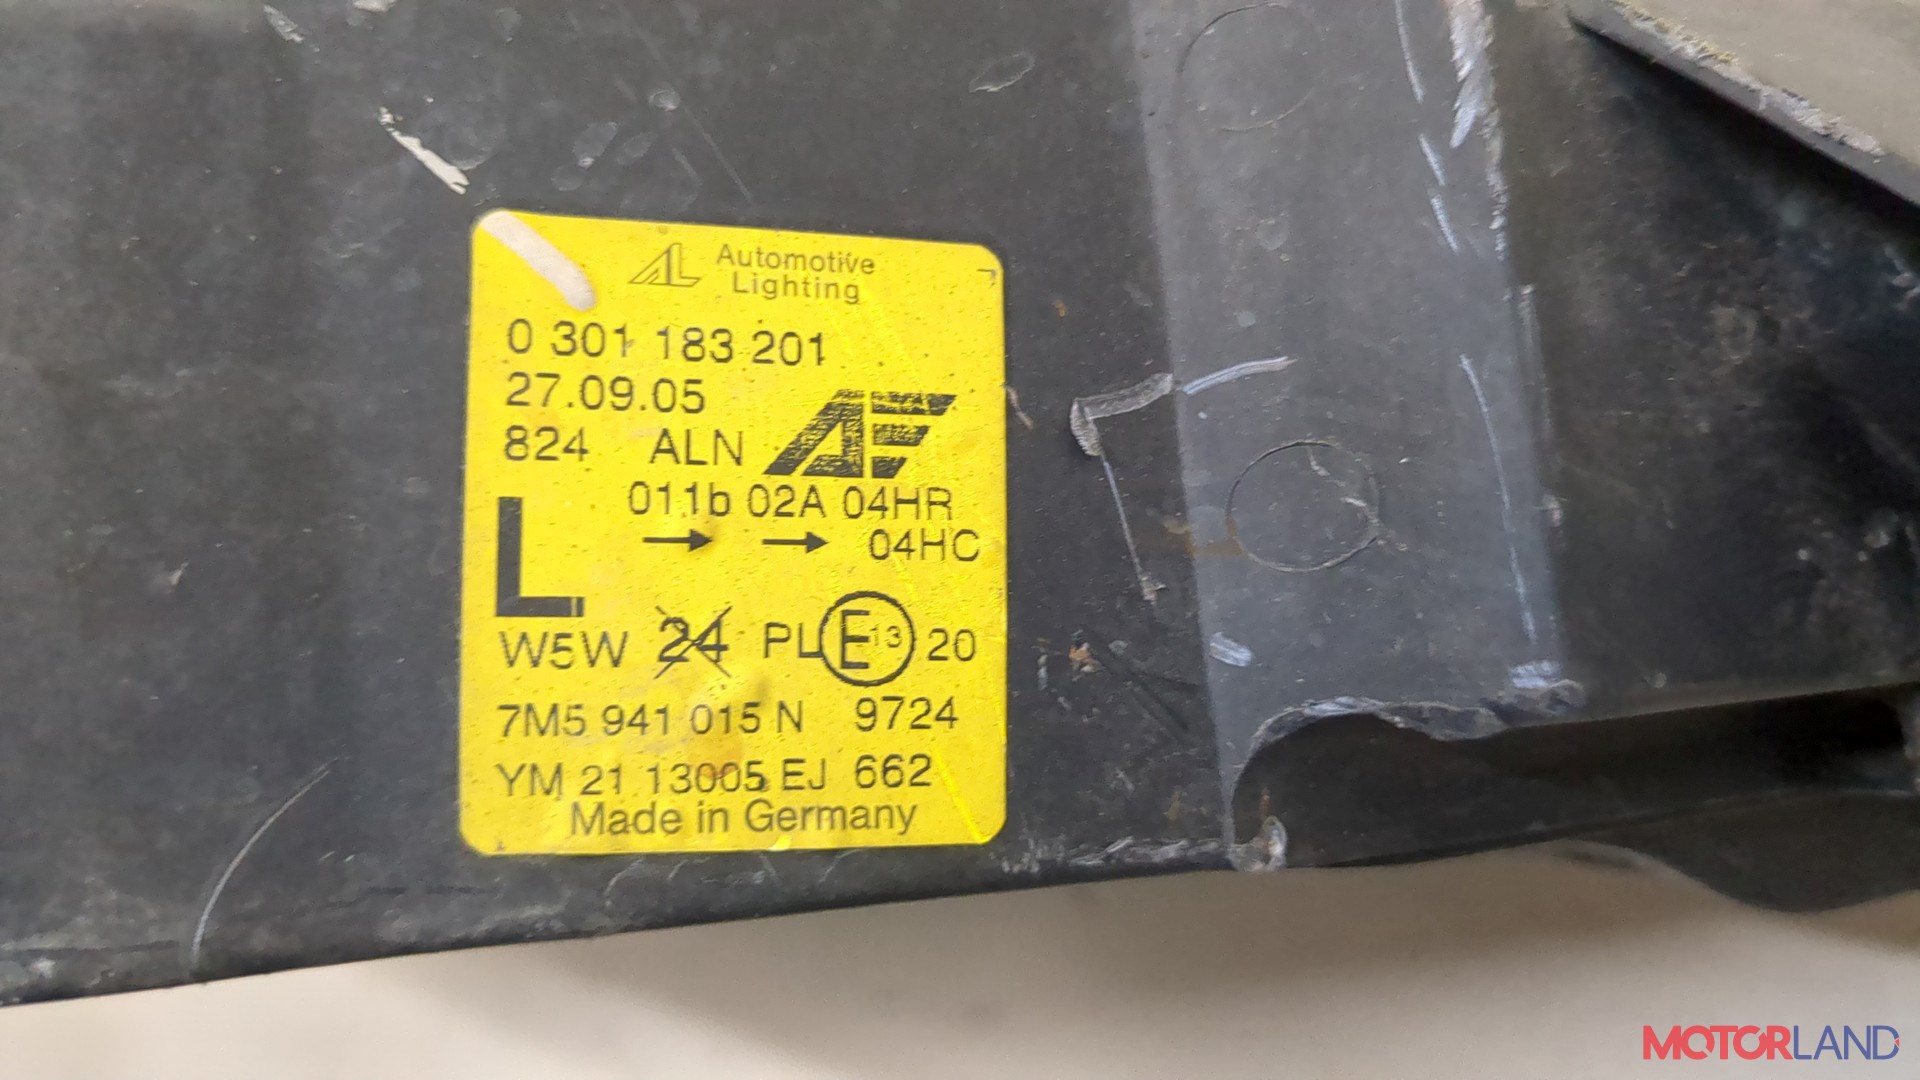 AL Automotive
Lighting
0 301 183 201
27.09.05
824 ALN
011b 02A 04HR
→ → 04HC
L
W5W 24 PL E13 20
7M5 941 015 N 9724
YM 21 13005 EJ 662
Made in Germany
MOTORLAND